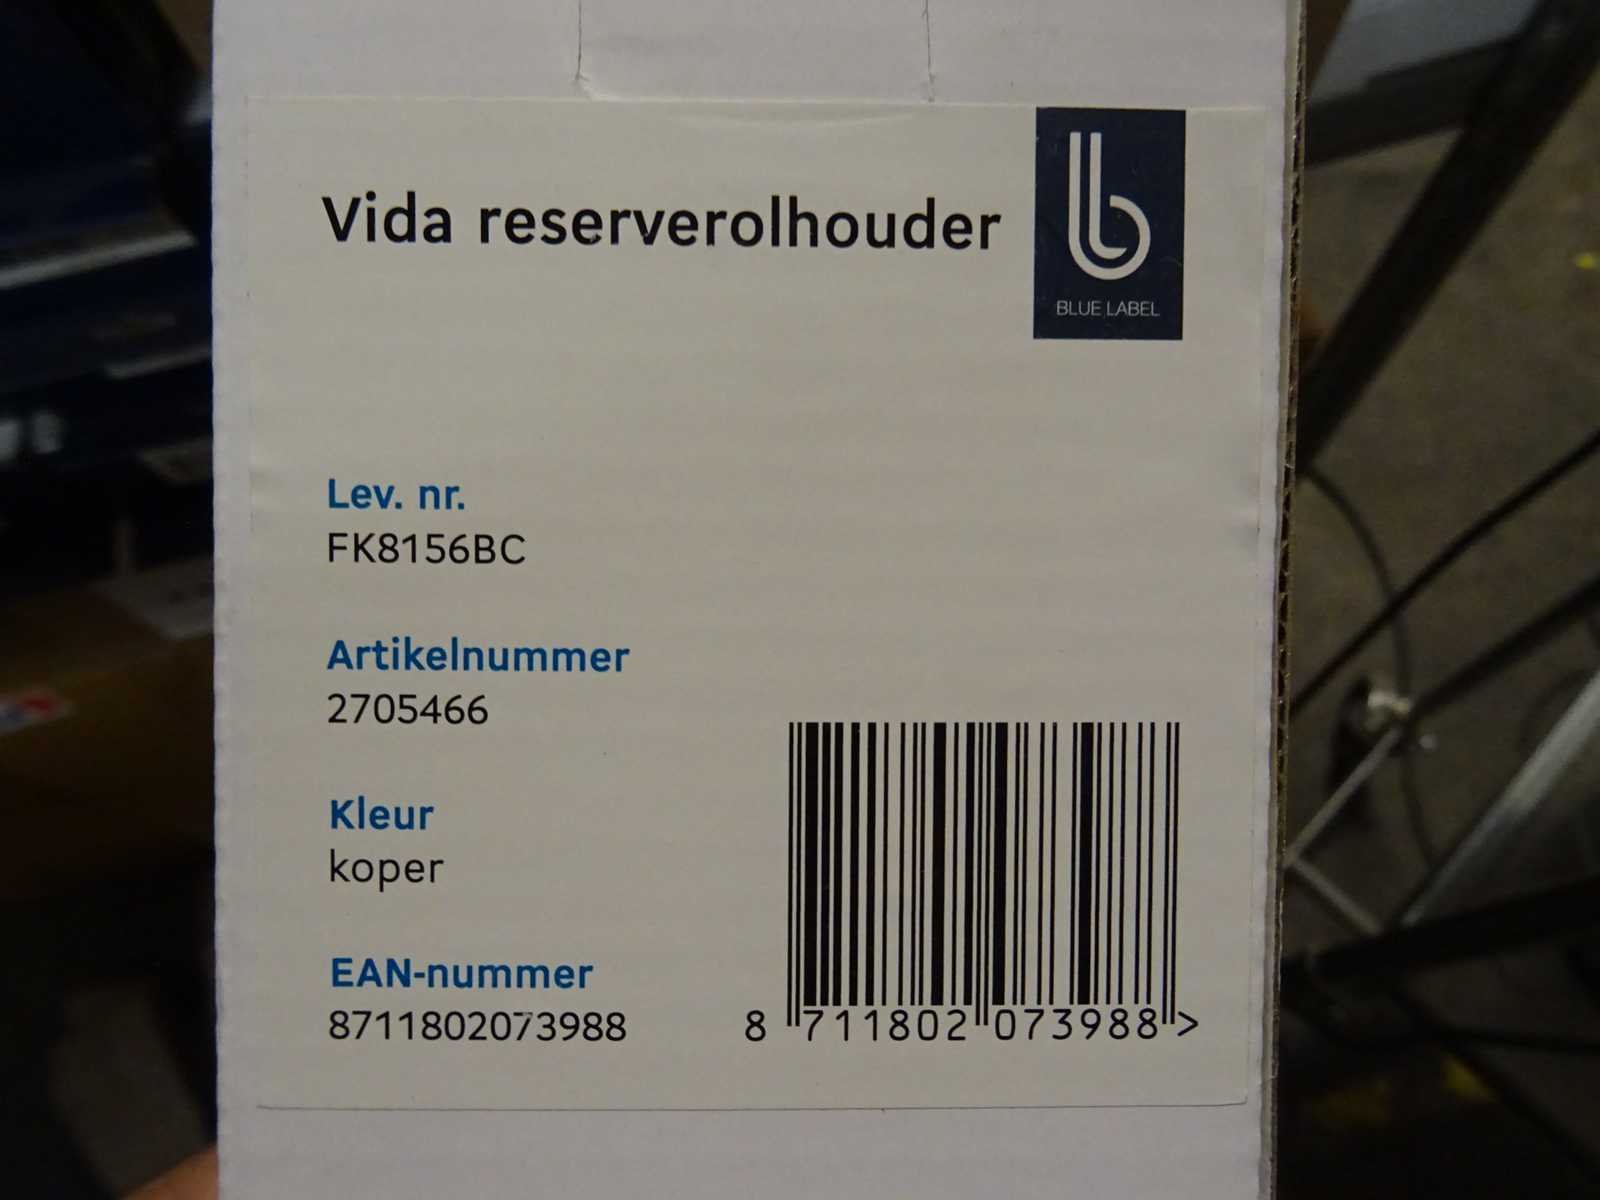 Vida reserverolhouder
BLUE LABEL
Lev. nr.
FK8156BC
Artikelnummer
2705466
Kleur
koper
EAN-nummer
8711802073988
8 711802 073988 >